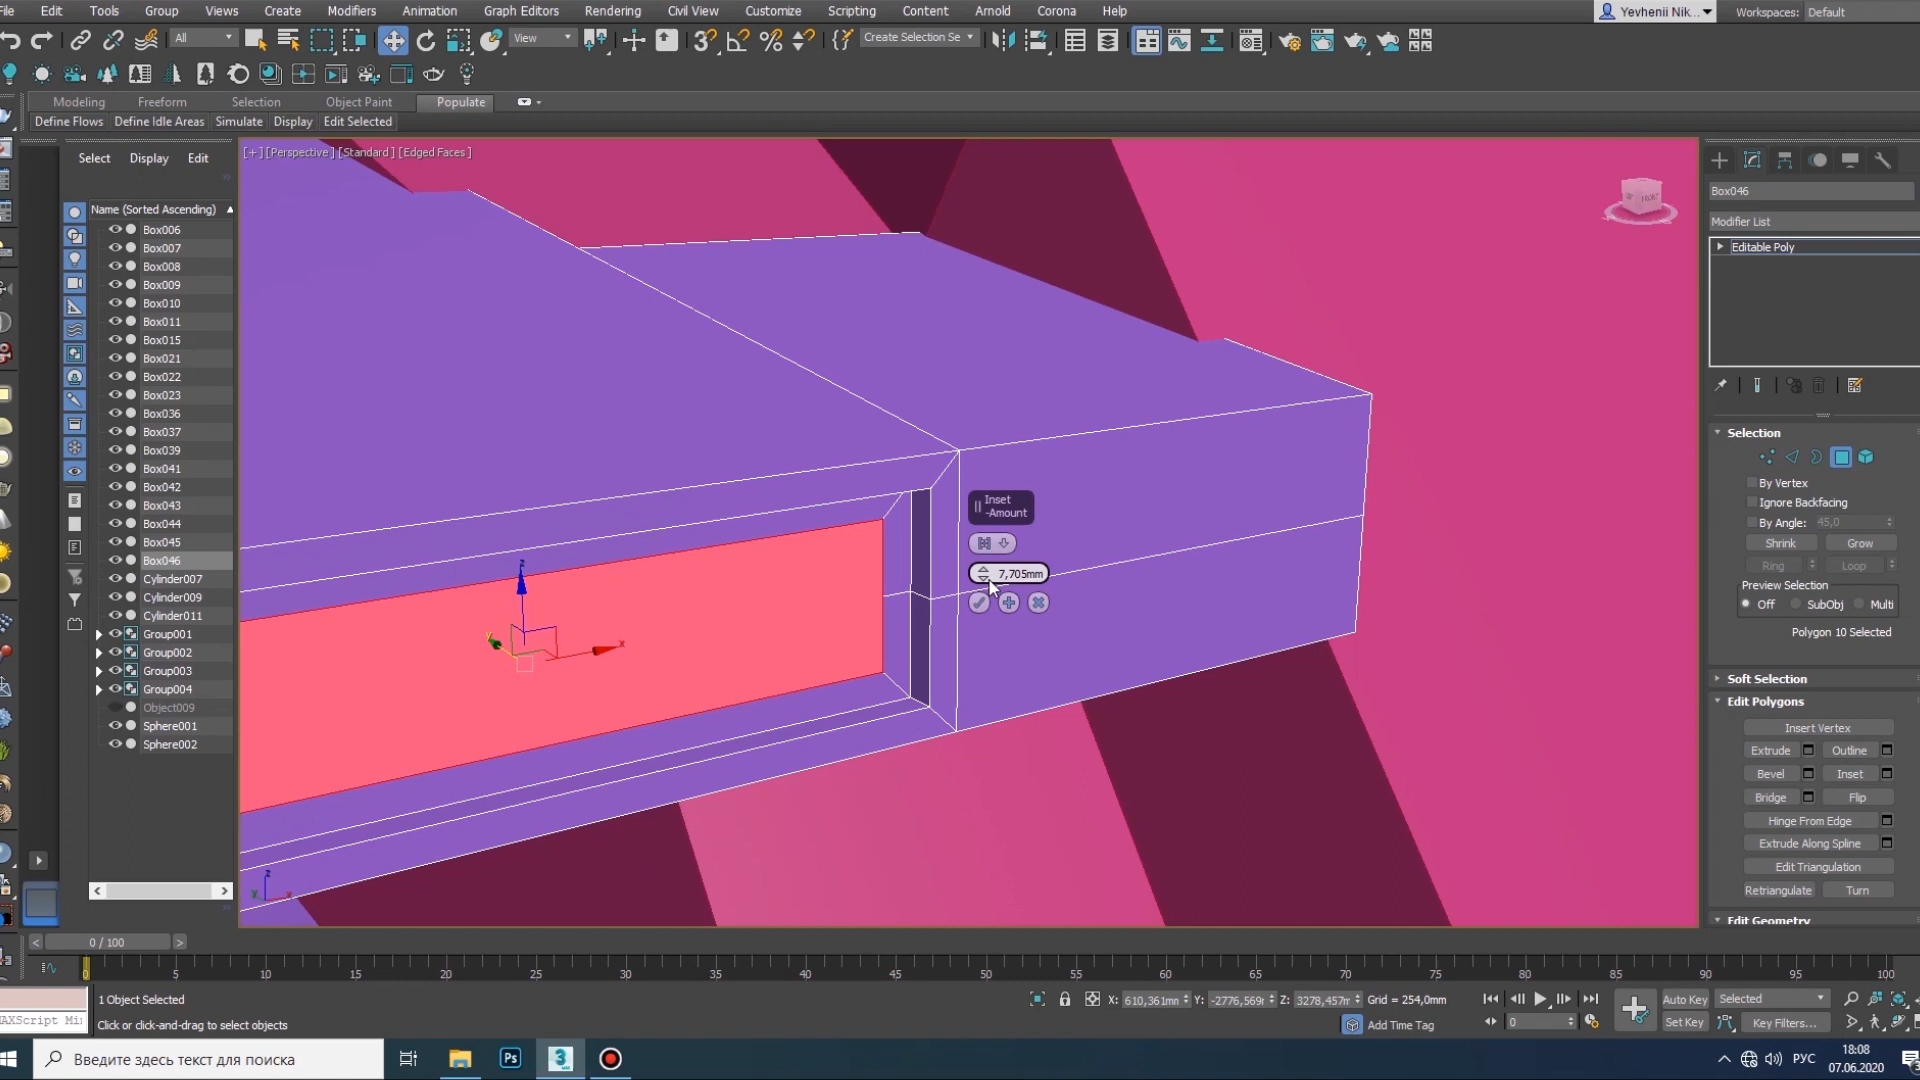 File Edit Tools Group Views Create Modifiers Animation Graph Editors Rendering Civil View Customize Scripting Content Arnold Corona Help Yevhenii Nik... Workspaces: Default
All View Create Selection Se
Modeling Freeform Selection Object Paint Populate
Define Flows Define Idle Areas Simulate Display Edit Selected
Select Display Edit
[+] [Perspective] [Standard] [Edged Faces]
Name (Sorted Ascending)
Box006
Box007
Box008
Box009
Box010
Box011
Box015
Box021
Box022
Box023
Box036
Box037
Box039
Box041
Box042
Box043
Box044
Box045
Box046
Cylinder007
Cylinder009
Cylinder011
Group001
Group002
Group003
Group004
Object009
Sphere001
Sphere002
Inset
-Amount
7,705mm
z
y
x
FRONT
Box046
Modifier List
Editable Poly
Selection
By Vertex
Ignore Backfacing
By Angle: 45,0
Shrink Grow
Ring Loop
Preview Selection
Off SubObj Multi
Polygon 10 Selected
Soft Selection
Edit Polygons
Insert Vertex
Extrude Outline
Bevel Inset
Bridge Flip
Hinge From Edge
Extrude Along Spline
Edit Triangulation
Retriangulate Turn
Edit Geometry
< 0 / 100 >
0 5 10 15 20 25 30 35 40 45 50 55 60 65 70 75 80 85 90 95 100
1 Object Selected
X: 610,361mm Y: -2776,569r Z: 3278,457m Grid = 254,0mm
Auto Key Selected
MAXScript Mi
Click or click-and-drag to select objects
Add Time Tag
0
Set Key Key Filters...
Введите здесь текст для поиска
Ps
3
РУС
18:08
07.06.2020